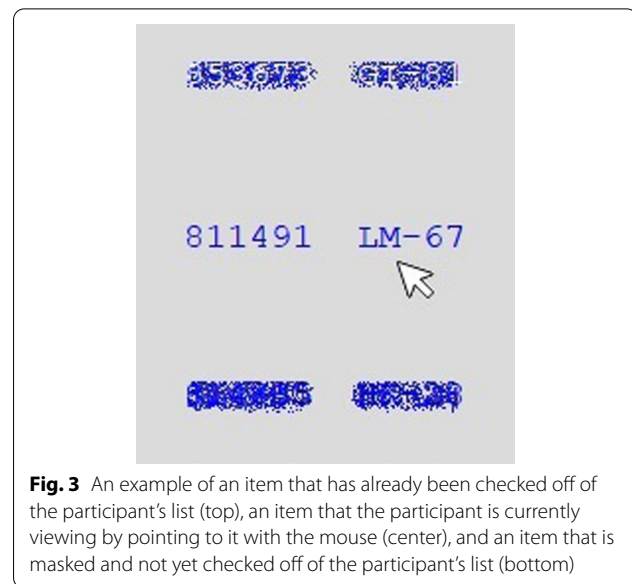 811491 LM-67
Fig. 3 An example of an item that has already been checked off of
the participant's list (top), an item that the participant is currently
viewing by pointing to it with the mouse (center), and an item that is
masked and not yet checked off of the participant's list (bottom)